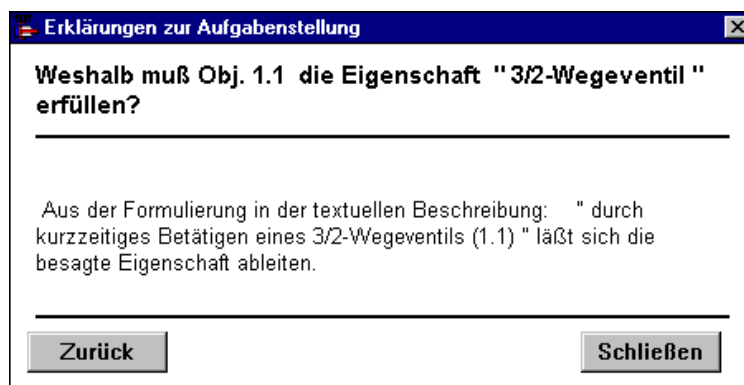 Erklärungen zur Aufgabenstellung
Weshalb muß Obj. 1.1 die Eigenschaft " 3/2-Wegeventil "
erfüllen?
Aus der Formulierung in der textuellen Beschreibung: " durch
kurzzeitiges Betätigen eines 3/2-Wegeventils (1.1) " läßt sich die
besagte Eigenschaft ableiten.
Zurück
Schließen